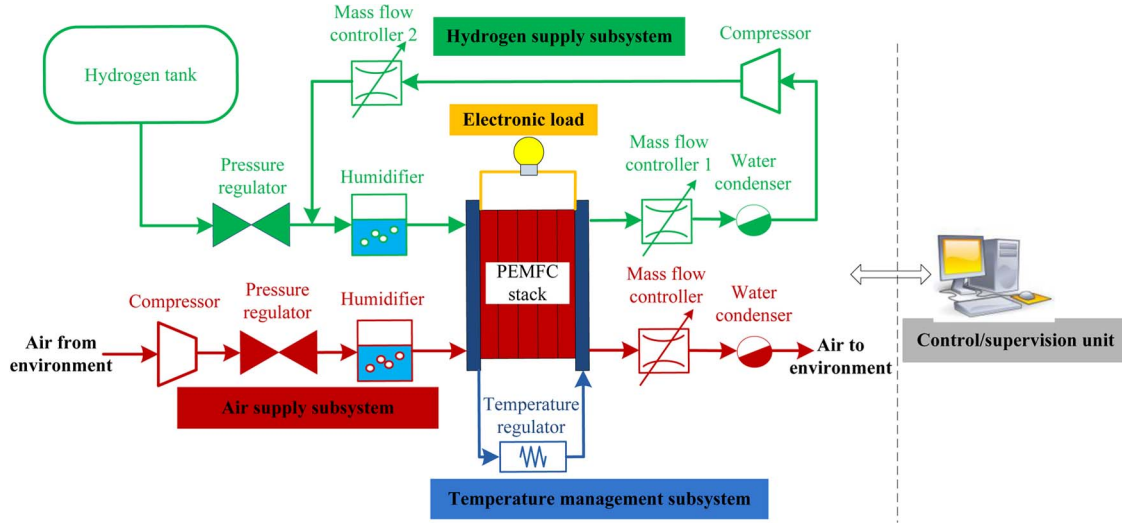 Mass flow
controller 2
Hydrogen supply subsystem
Compressor
Hydrogen tank
Electronic load
Mass flow
controller 1
Water
condenser
Pressure
regulator
Humidifier
PEMFC
stack
Mass flow
controller
Water
condenser
Compressor
Pressure
regulator
Humidifier
Air from
environment
Air to
environment
Control/supervision unit
Air supply subsystem
Temperature
regulator
Temperature management subsystem